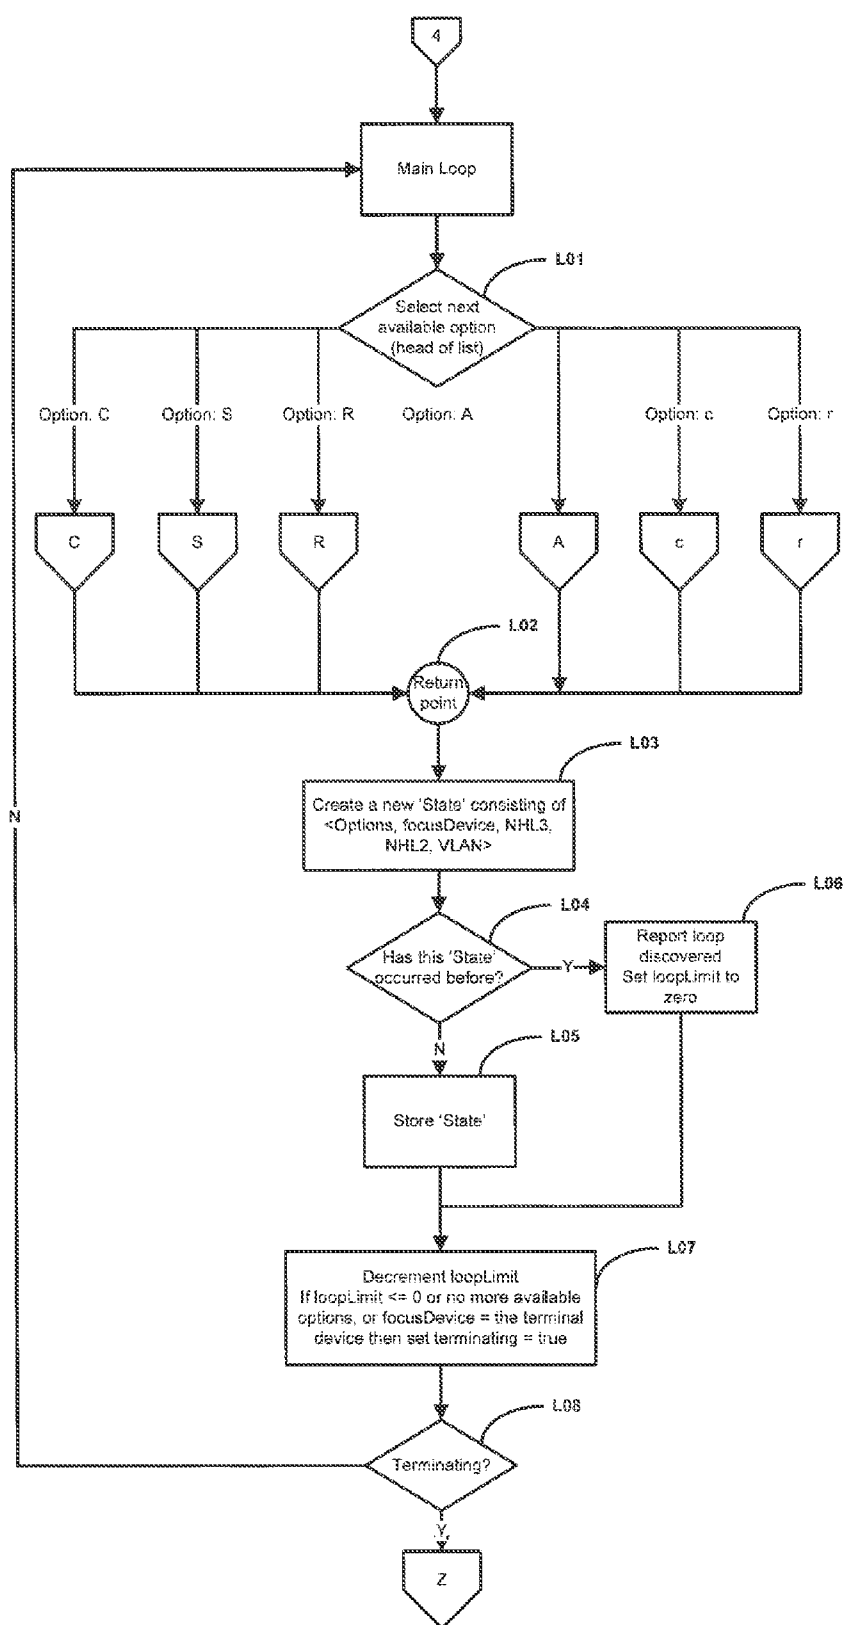 4
Main Loop
L01
Select next
available option
(head of list)
Option: C
Option: S
Option: R
Option: A
Option: c
Option: r
C
S
R
A
c
r
L02
Return
point
L03
Create a new 'State' consisting of
<Options, focusDevice, NHL3,
NHL2, VLAN>
N
L04
L06
Has this 'State'
occurred before?
Y
Report loop
discovered
Set loopLimit to
zero
N
L05
Store 'State'
L07
Decrement loopLimit
If loopLimit <= 0 or no more available
options, or focusDevice = the terminal
device then set terminating = true
L08
Terminating?
Y,
Z